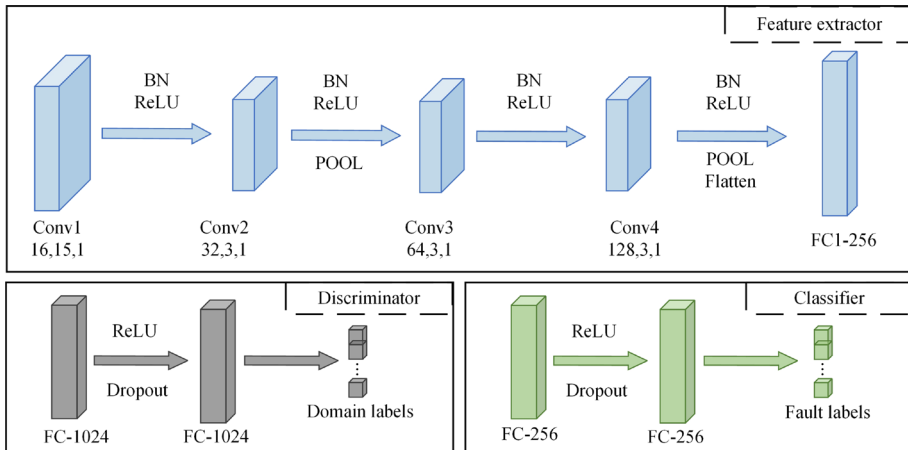 Feature extractor
BN
ReLU
BN
ReLU
POOL
BN
ReLU
BN
ReLU
POOL
Flatten
Conv1
16,15,1
Conv2
32,3,1
Conv3
64,3,1
Conv4
128,3,1
FC1-256
Discriminator
ReLU
Dropout
FC-1024
FC-1024
Domain labels
Classifier
ReLU
Dropout
FC-256
FC-256
Fault labels